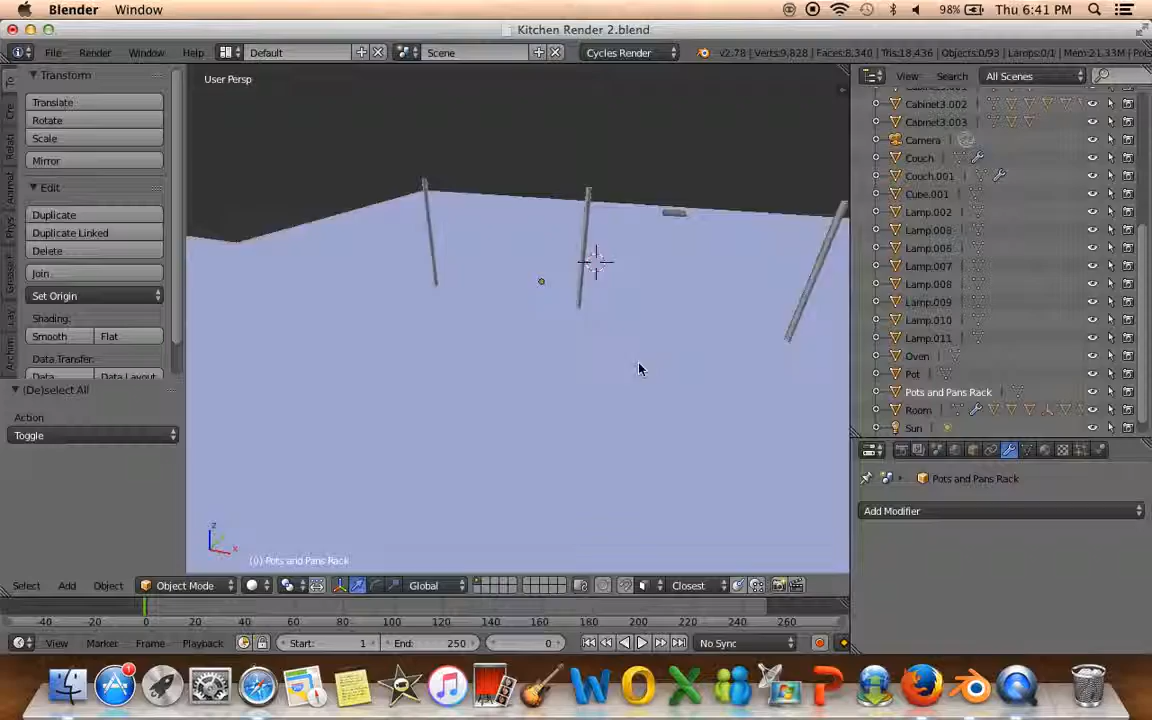 Blender Window 98% Thu 6:41 PM
Kitchen Render 2.blend
File Render Window Help Default Scene Cycles Render v2.78 | Verts:9,828 | Faces:8,340 | Tris:18,436 | Objects:0/93 | Lamps:0/1 | Mem:21.33M
Transform
Translate
Rotate
Scale
Mirror
Edit
Duplicate
Duplicate Linked
Delete
Join
Set Origin
Shading:
Smooth Flat
Data Transfer:
Data Data Layout
(De)select All
Action
Toggle
User Persp
(0) Pots and Pans Rack
z
x
View Search All Scenes
Cabinet3.002
Cabinet3.003
Camera
Couch
Couch.001
Cube.001
Lamp.002
Lamp.006
Lamp.007
Lamp.008
Lamp.009
Lamp.010
Lamp.011
Oven
Pot
Pots and Pans Rack
Room
Sun
Pots and Pans Rack
Add Modifier
Select Add Object Object Mode Global Closest
-40 -20 0 20 40 60 80 100 120 140 160 180 200 220 240 260
View Marker Frame Playback Start: 1 End: 250 0 No Sync